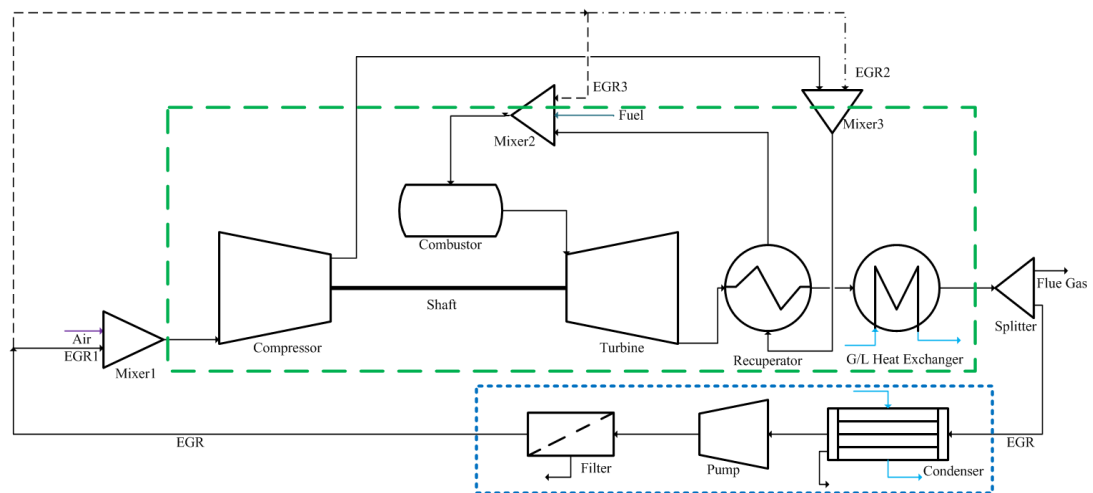 EGR2
EGR3
Fuel
Mixer3
Mixer2
Combustor
Shaft
Flue Gas
Splitter
Air
EGR1
Mixer1
Compressor
Turbine
Recuperator
G/L Heat Exchanger
EGR
EGR
Filter
Pump
Condenser